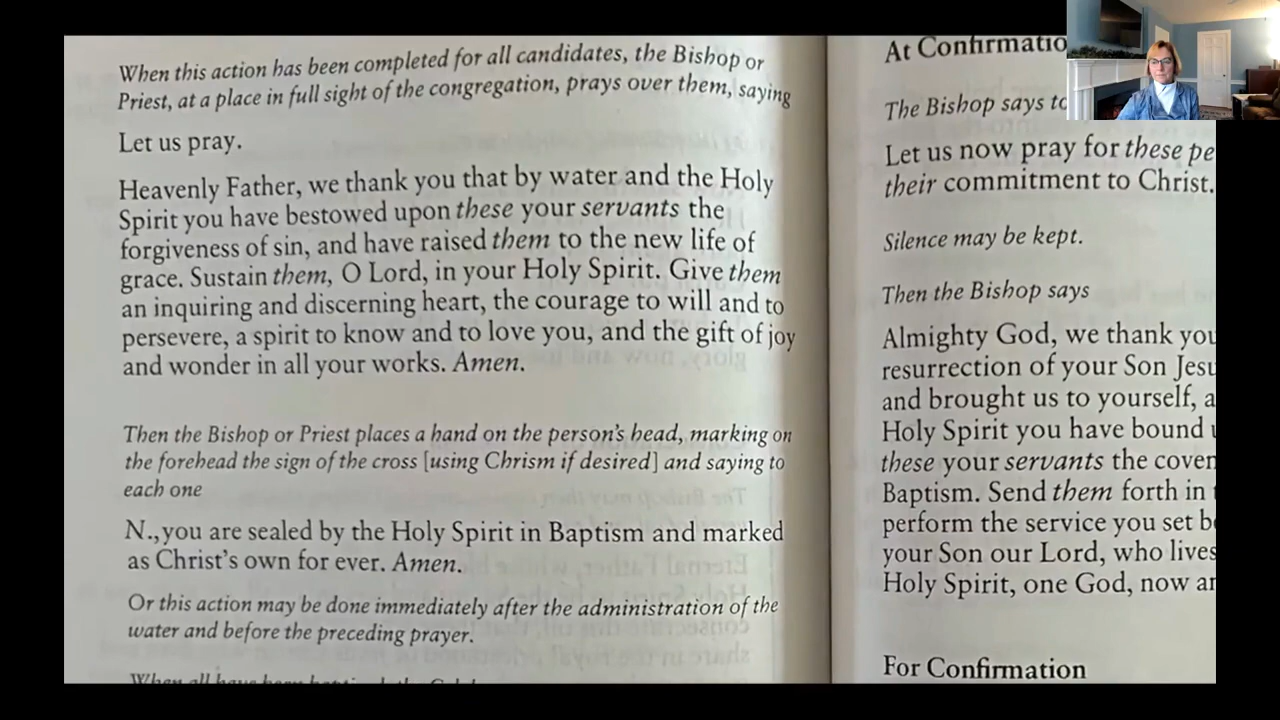 When this action has been completed for all candidates, the Bishop or
Priest, at a place in full sight of the congregation, prays over them, saying
Let us pray.
Heavenly Father, we thank you that by water and the Holy
Spirit you have bestowed upon these your servants the
forgiveness of sin, and have raised them to the new life of
grace. Sustain them, O Lord, in your Holy Spirit. Give them
an inquiring and discerning heart, the courage to will and to
persevere, a spirit to know and to love you, and the gift of joy
and wonder in all your works. Amen.
Then the Bishop or Priest places a hand on the person's head, marking on
the forehead the sign of the cross [using Chrism if desired] and saying to
each one
N., you are sealed by the Holy Spirit in Baptism and marked
as Christ's own for ever. Amen.
Or this action may be done immediately after the administration of the
water and before the preceding prayer.
When all have been
At Confirmatio
The Bishop says to
Let us now pray for these pe
their commitment to Christ.
Silence may be kept.
Then the Bishop says
Almighty God, we thank you
resurrection of your Son Jesu
and brought us to yourself, a
Holy Spirit you have bound
these your servants the coven
Baptism. Send them forth in
perform the service you set b
your Son our Lord, who lives
Holy Spirit, one God, now an
For Confirmation